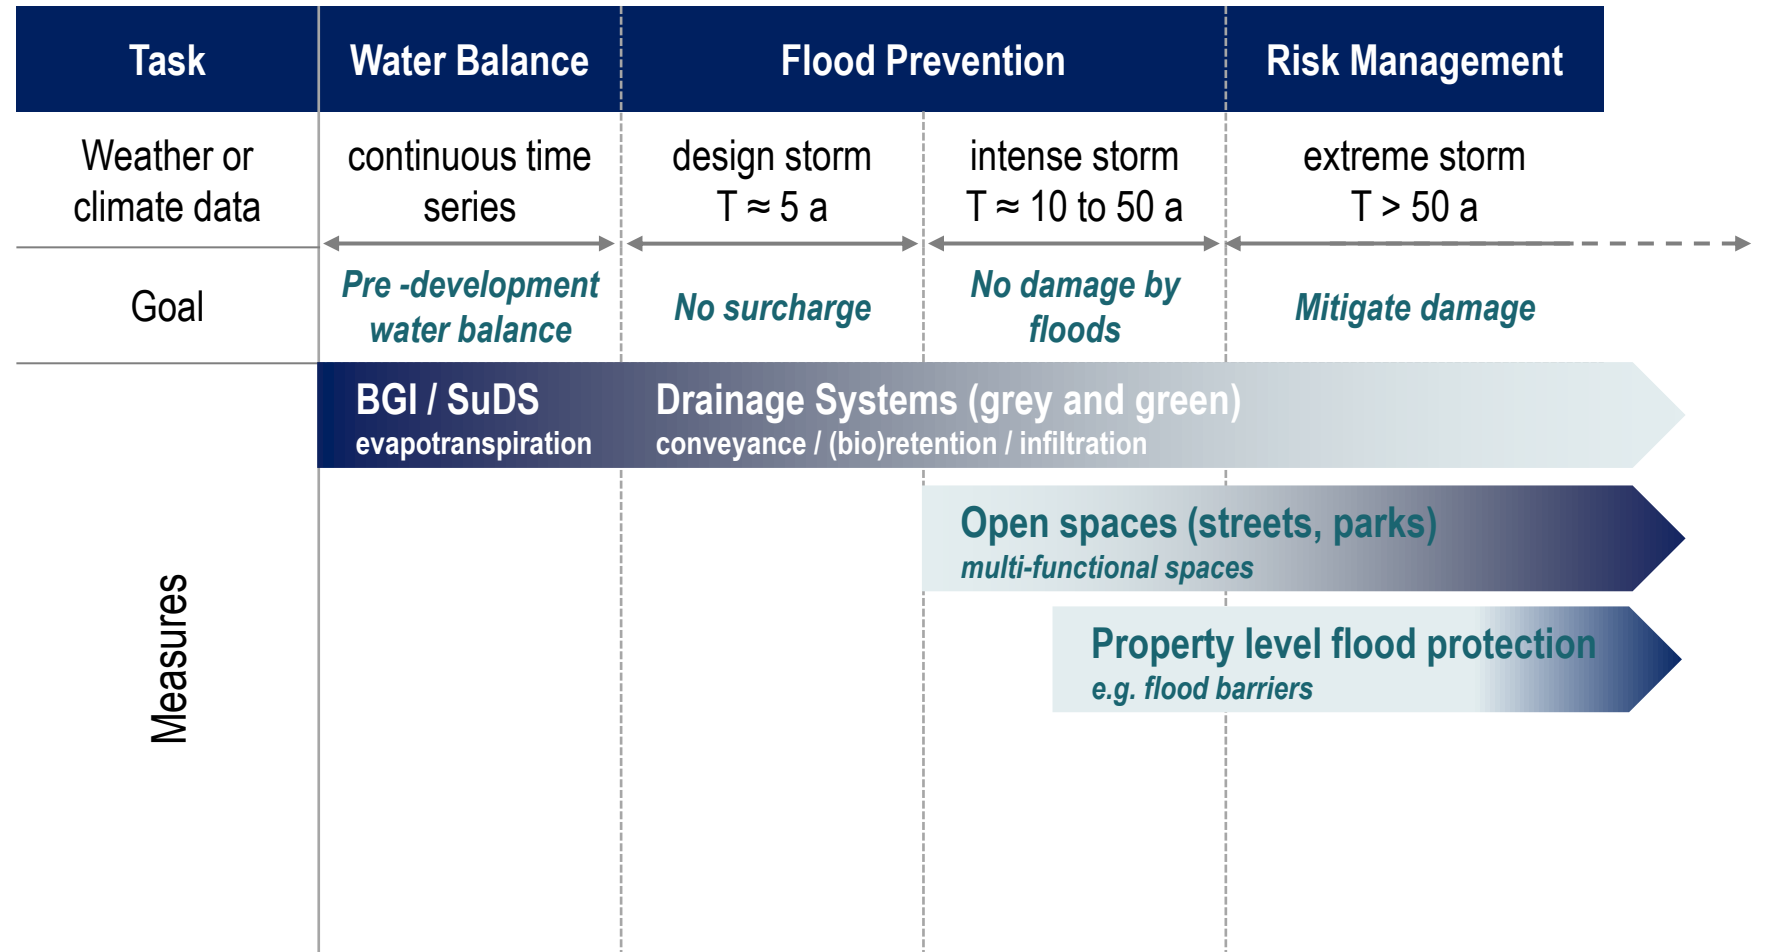 Task
Water Balance
Flood Prevention
Risk Management
Weather or
climate data
continuous time
series
design storm
T ≈ 5 a
intense storm
T ≈ 10 to 50 a
extreme storm
T > 50 a
Goal
Pre -development
water balance
No surcharge
No damage by
floods
Mitigate damage
Measures
BGI / SuDS
evapotranspiration
Drainage Systems (grey and green)
conveyance / (bio)retention / infiltration
Open spaces (streets, parks)
multi-functional spaces
Property level flood protection
e.g. flood barriers